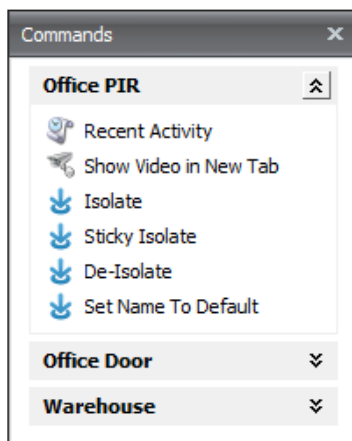 Commands
Office PIR
Recent Activity
Show Video in New Tab
Isolate
Sticky Isolate
De-Isolate
Set Name To Default
Office Door
Warehouse